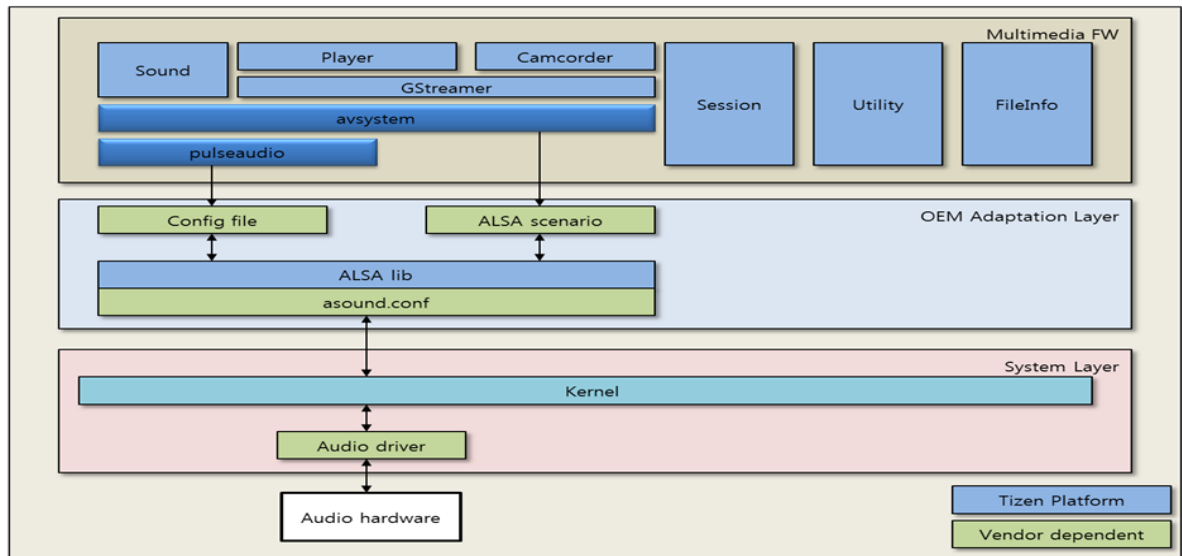 Multimedia FW
Sound
Player
Camcorder
GStreamer
avsystem
pulseaudio
Session
Utility
FileInfo
OEM Adaptation Layer
Config file
ALSA scenario
ALSA lib
asound.conf
System Layer
Kernel
Audio driver
Audio hardware
Tizen Platform
Vendor dependent